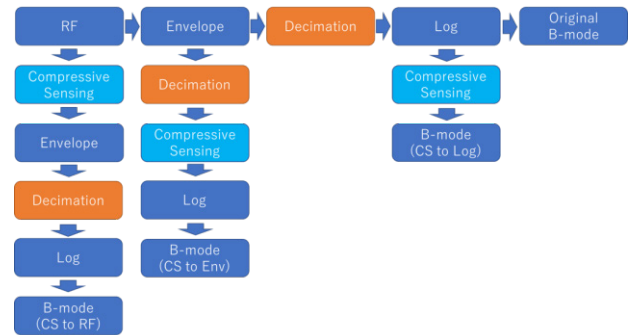 RF
Envelope
Decimation
Log
Original
B-mode
Compressive
Sensing
Envelope
Decimation
Log
B-mode
(CS to RF)
Decimation
Compressive
Sensing
Log
B-mode
(CS to Env)
Compressive
Sensing
B-mode
(CS to Log)